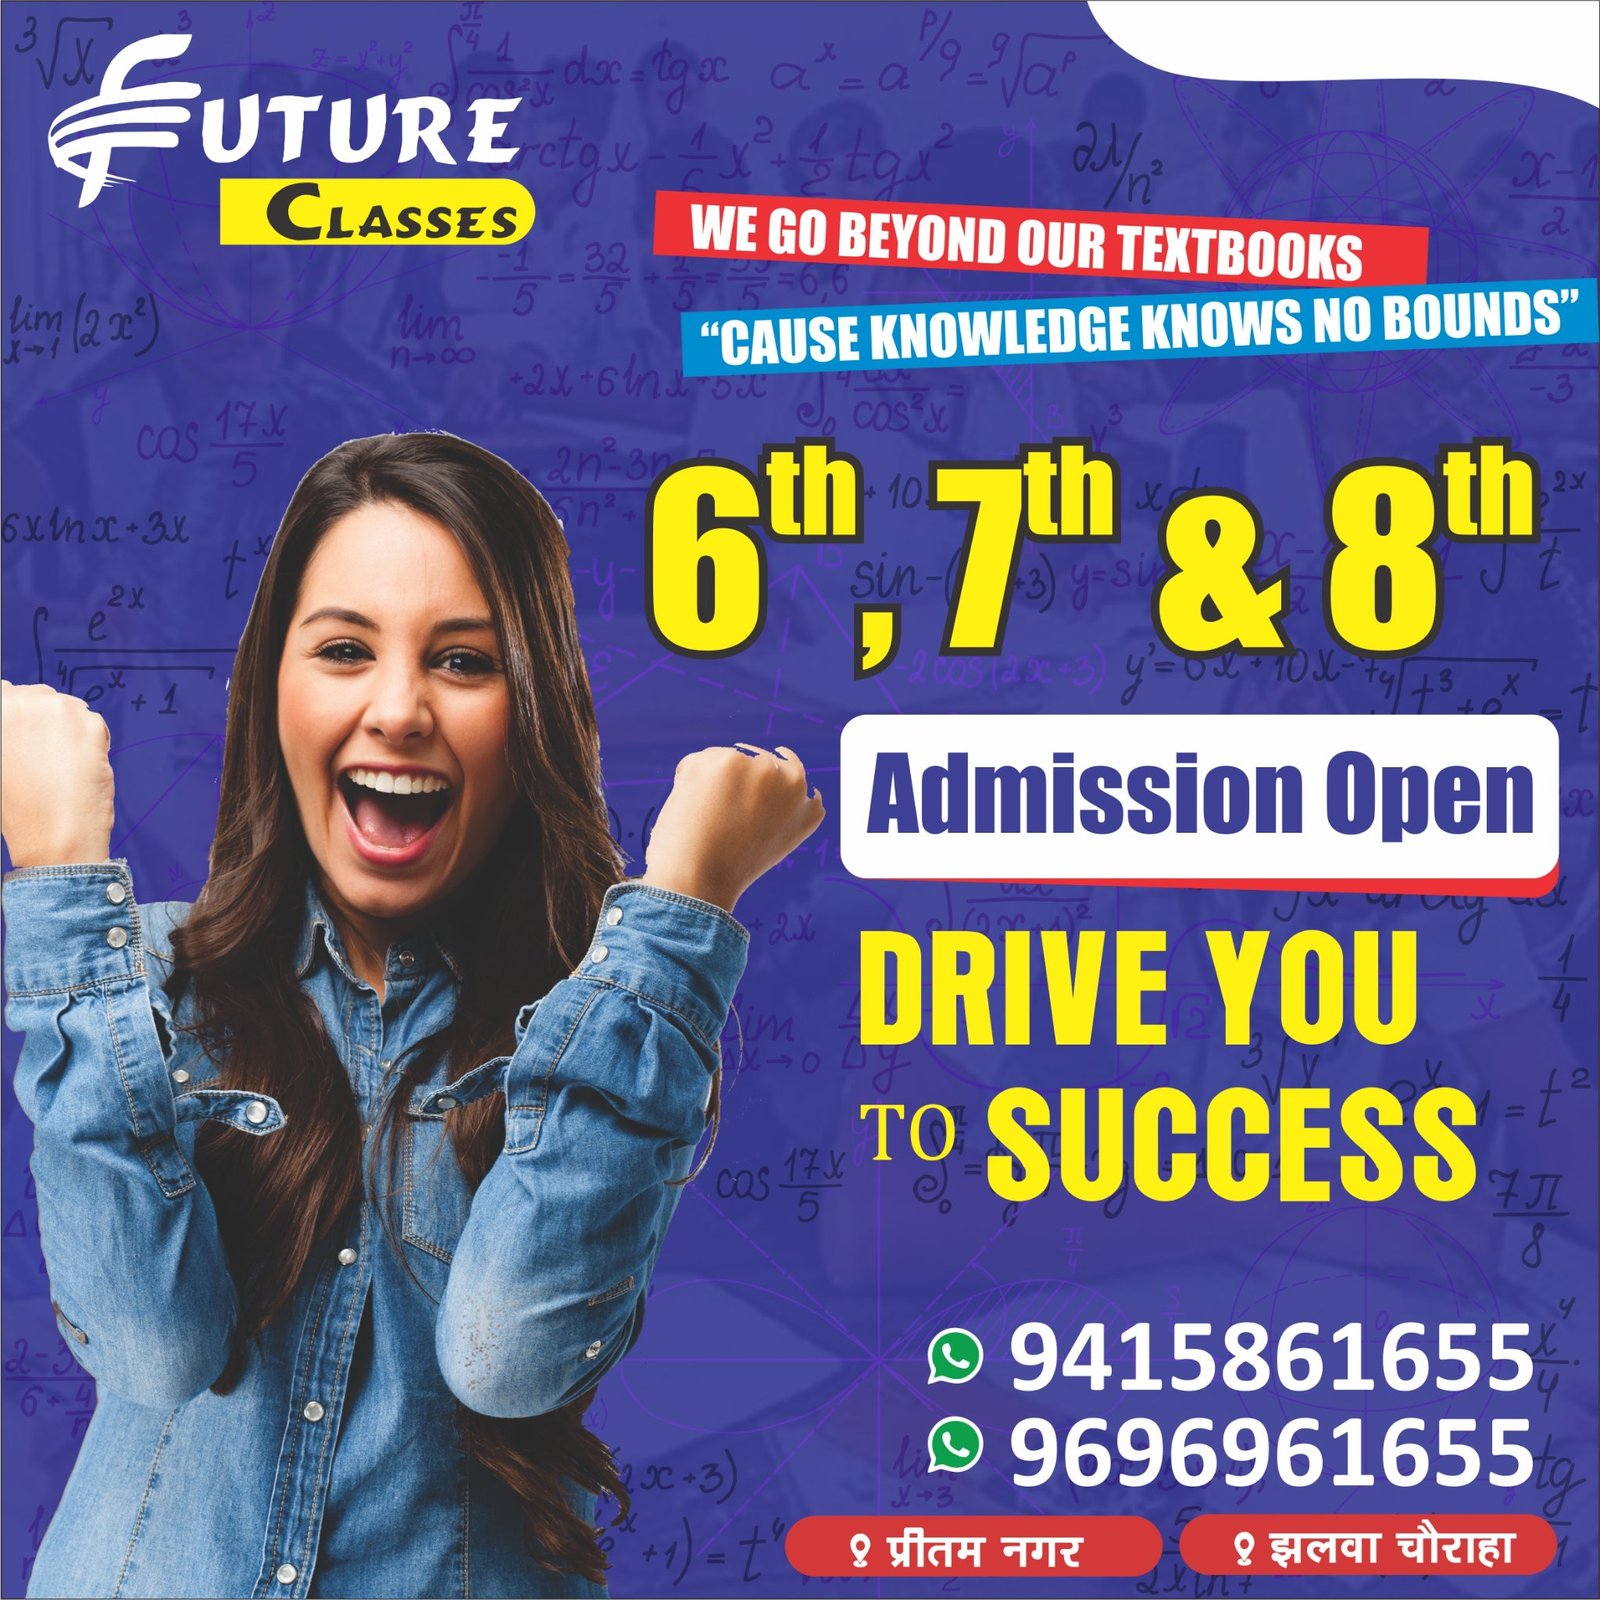 FUTURE
CLASSES
WE GO BEYOND OUR TEXTBOOKS
“CAUSE KNOWLEDGE KNOWS NO BOUNDS”
6th, 7th & 8th
Admission Open
DRIVE YOU
TO SUCCESS
9415861655
9696961655
प्रीतम नगर
झलवा चौराहा